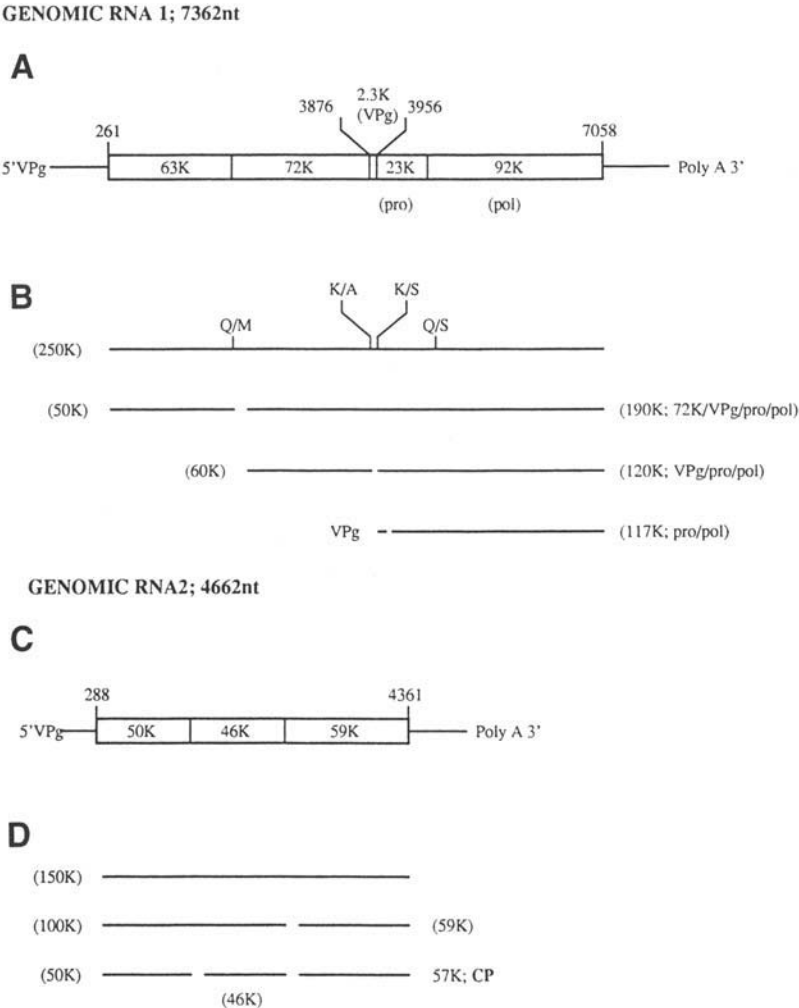 GENOMIC RNA 1; 7362nt
A
2.3K
3876 (VPg) 3956
261 7058
5'VPg 63K 72K 23K 92K Poly A 3'
(pro) (pol)
B
K/A K/S
Q/M Q/S
(250K)
(50K) (190K; 72K/VPg/pro/pol)
(60K) (120K; VPg/pro/pol)
VPg (117K; pro/pol)
GENOMIC RNA2; 4662nt
C
288 4361
5'VPg 50K 46K 59K Poly A 3'
D
(150K)
(100K) (59K)
(50K) 57K; CP
(46K)